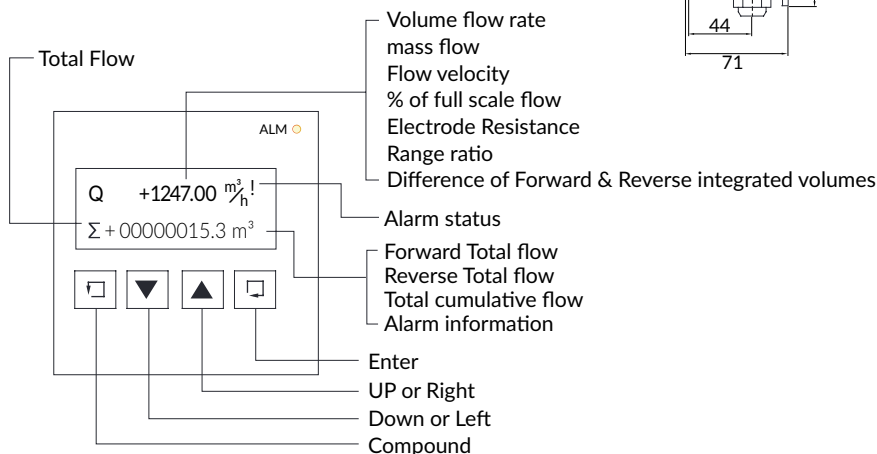 Volume flow rate
mass flow
Flow velocity
% of full scale flow
Electrode Resistance
Range ratio
Difference of Forward & Reverse integrated volumes
44
71
Total Flow
ALM
Q +1247.00 m³/h !
Σ + 00000015.3 m³
Alarm status
Forward Total flow
Reverse Total flow
Total cumulative flow
Alarm information
Enter
UP or Right
Down or Left
Compound